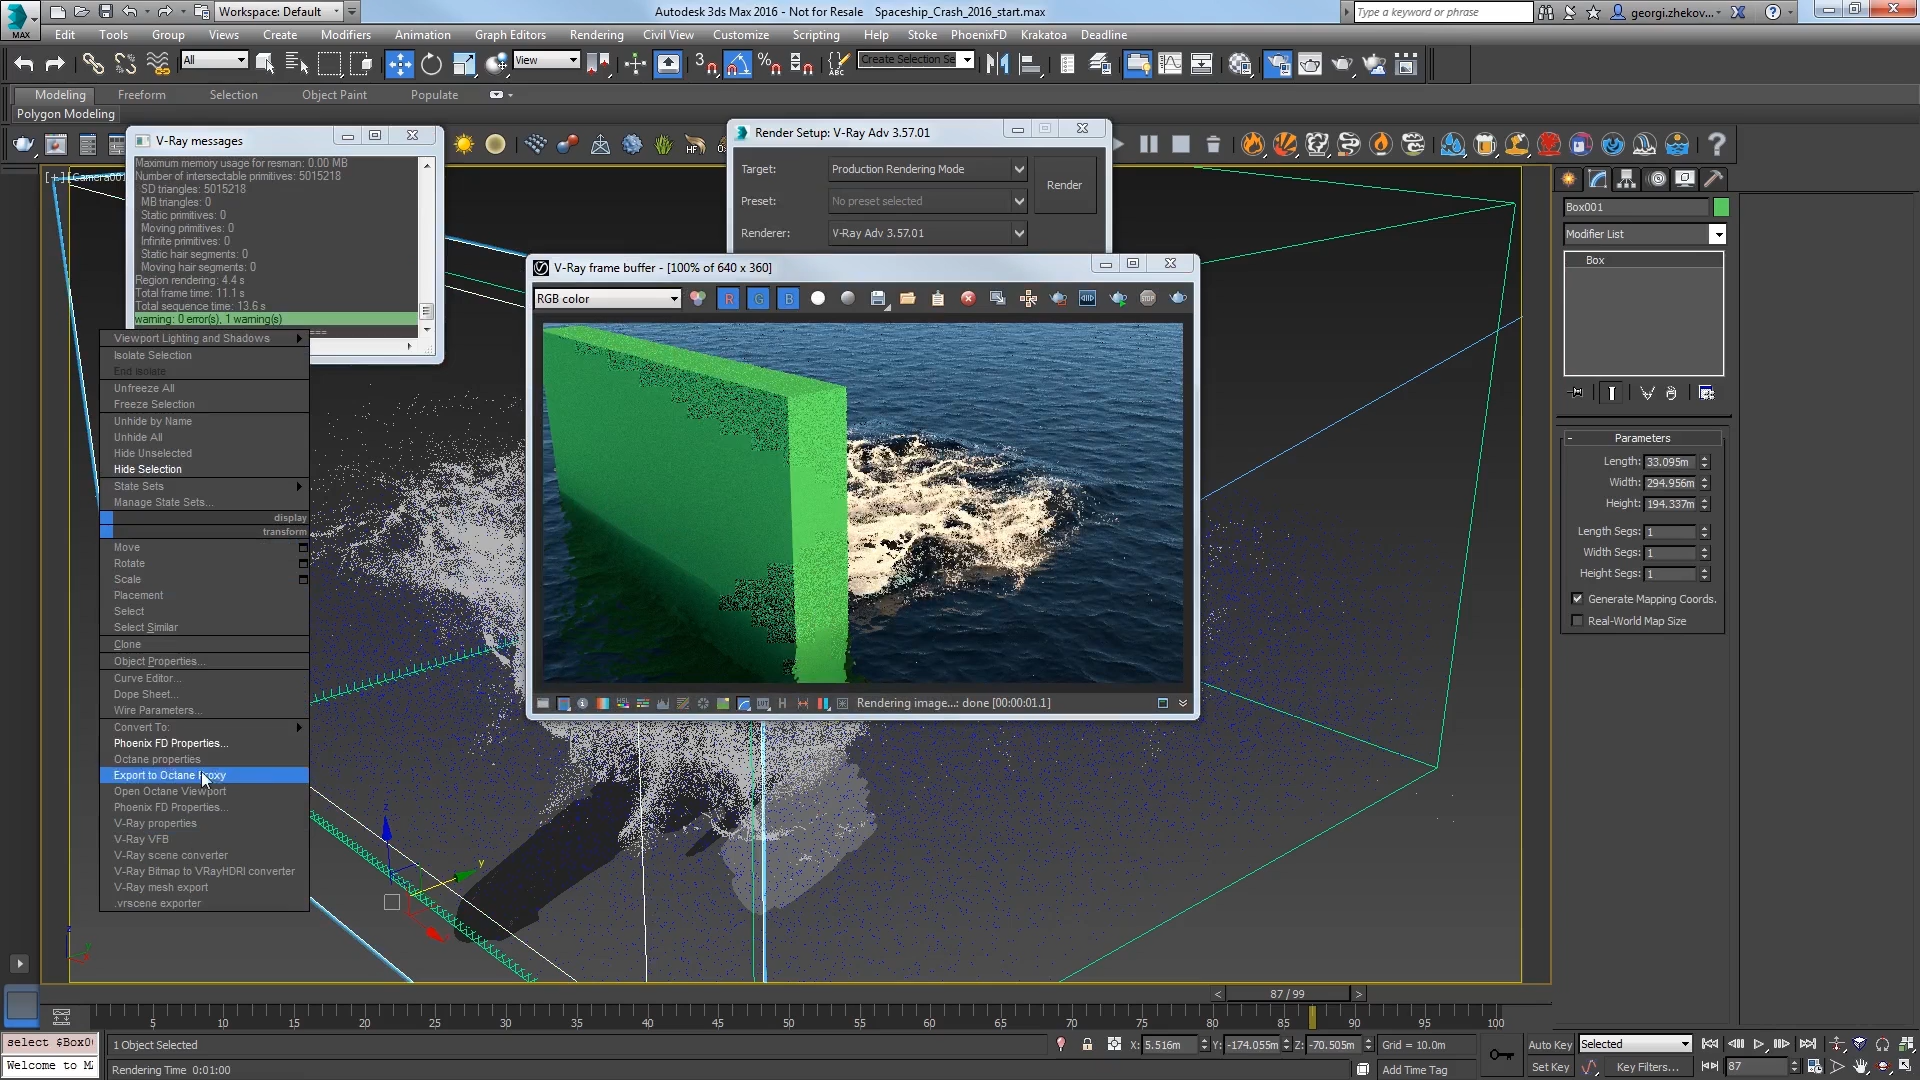 MAX
Workspace: Default
Autodesk 3ds Max 2016 - Not for Resale Spaceship_Crash_2016_start.max
Type a keyword or phrase
georgi.zhekov...
Edit Tools Group Views Create Modifiers Animation Graph Editors Rendering Civil View Customize Scripting Help Stoke PhoenixFD Krakatoa Deadline
All
View
3
ABC
Create Selection Se
Modeling Freeform Selection Object Paint Populate
Polygon Modeling
V-Ray messages
Maximum memory usage for resman: 0.00 MB
Number of intersectable primitives: 5015218
SD triangles: 5015218
MB triangles: 0
Static primitives: 0
Moving primitives: 0
Infinite primitives: 0
Static hair segments: 0
Moving hair segments: 0
Region rendering: 4.4 s
Total frame time: 11.1 s
Total sequence time: 13.6 s
warning: 0 error(s), 1 warning(s)
====
HF
Render Setup: V-Ray Adv 3.57.01
Target: Production Rendering Mode
Preset: No preset selected
Renderer: V-Ray Adv 3.57.01
Render
V-Ray frame buffer - [100% of 640 x 360]
RGB color
R G B
STOP
Rendering image...: done [00:00:01.1]
[+][Camera001
Viewport Lighting and Shadows
Isolate Selection
End Isolate
Unfreeze All
Freeze Selection
Unhide by Name
Unhide All
Hide Unselected
Hide Selection
State Sets
Manage State Sets...
display
transform
Move
Rotate
Scale
Placement
Select
Select Similar
Clone
Object Properties...
Curve Editor...
Dope Sheet...
Wire Parameters...
Convert To:
Phoenix FD Properties...
Octane properties
Export to Octane Proxy
Open Octane Viewport
Phoenix FD Properties...
V-Ray properties
V-Ray VFB
V-Ray scene converter
V-Ray Bitmap to VRayHDRI converter
V-Ray mesh export
.vrscene exporter
z
y
Box001
Modifier List
Box
Parameters
Length: 33.095m
Width: 294.956m
Height: 194.337m
Length Segs: 1
Width Segs: 1
Height Segs: 1
Generate Mapping Coords.
Real-World Map Size
< 87 / 99 >
5 10 15 20 25 30 35 40 45 50 55 60 65 70 75 80 85 90 95 100
select $Box0
1 Object Selected
X: 5.516m Y: -174.055m Z: -70.505m
Grid = 10.0m
Auto Key Selected
Welcome to M
Rendering Time 0:01:00
Add Time Tag
Set Key Key Filters...
87